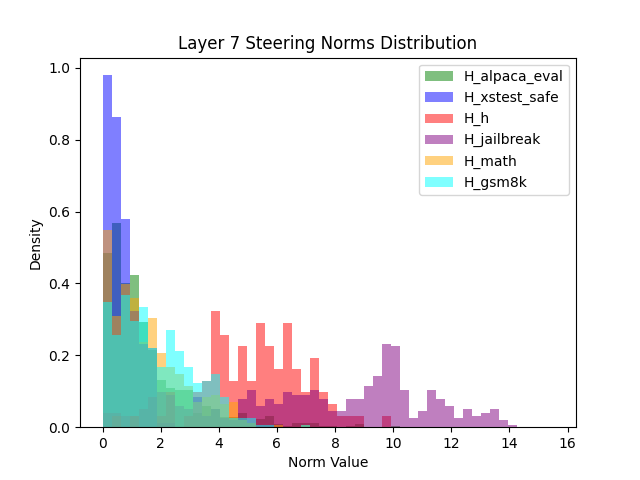 Layer 7 Steering Norms Distribution
H_alpaca_eval
H_xstest_safe
H_h
H_jailbreak
H_math
H_gsm8k
Density
1.0
0.8
0.6
0.4
0.2
0.0
0 2 4 6 8 10 12 14 16
Norm Value